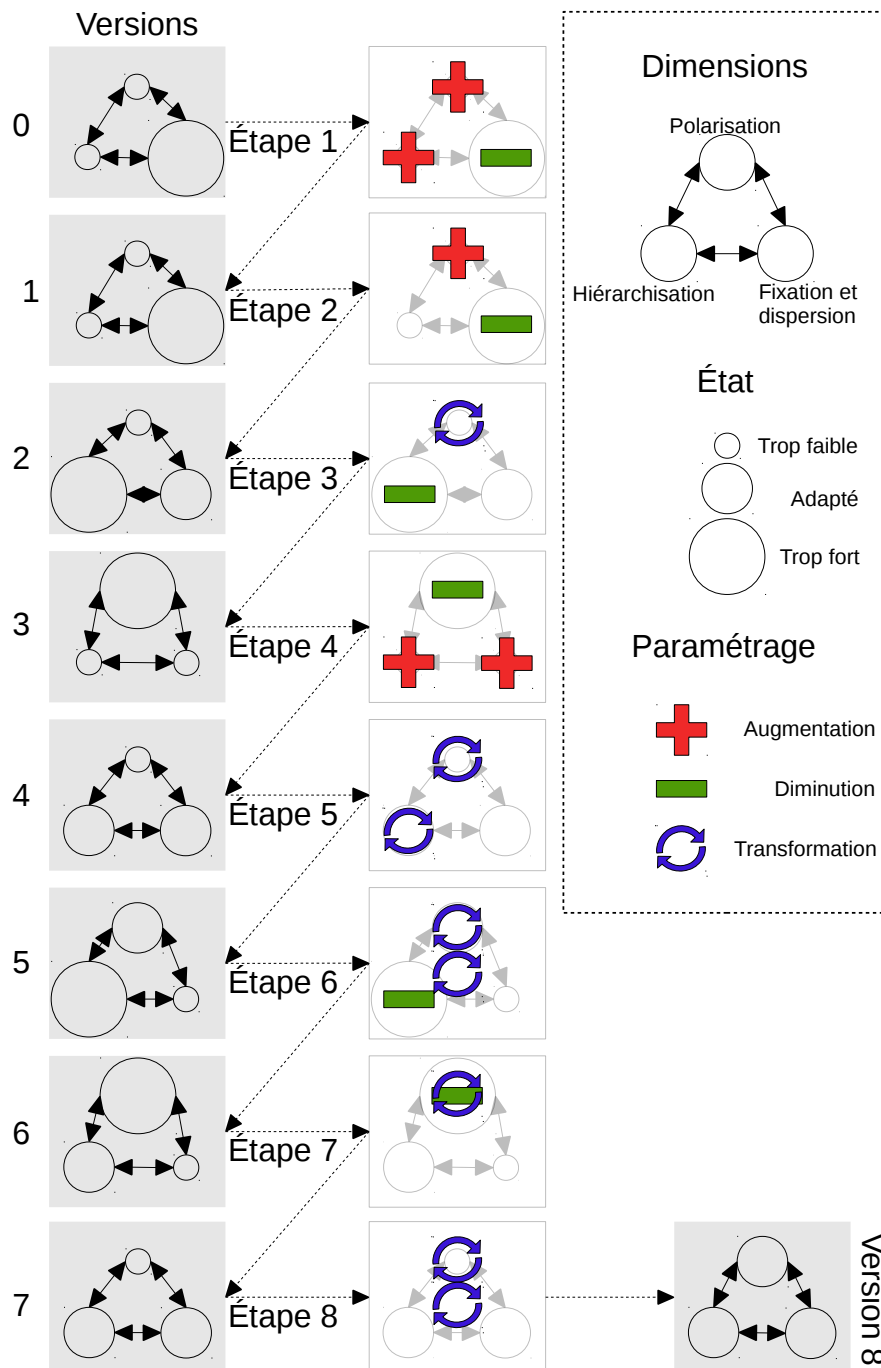 Versions
0
Étape 1
1
Étape 2
2
Étape 3
3
Étape 4
4
Étape 5
5
Étape 6
6
Étape 7
7
Étape 8
Version 8
Dimensions
Polarisation
Hiérarchisation
Fixation et
dispersion
État
Trop faible
Adapté
Trop fort
Paramétrage
Augmentation
Diminution
Transformation